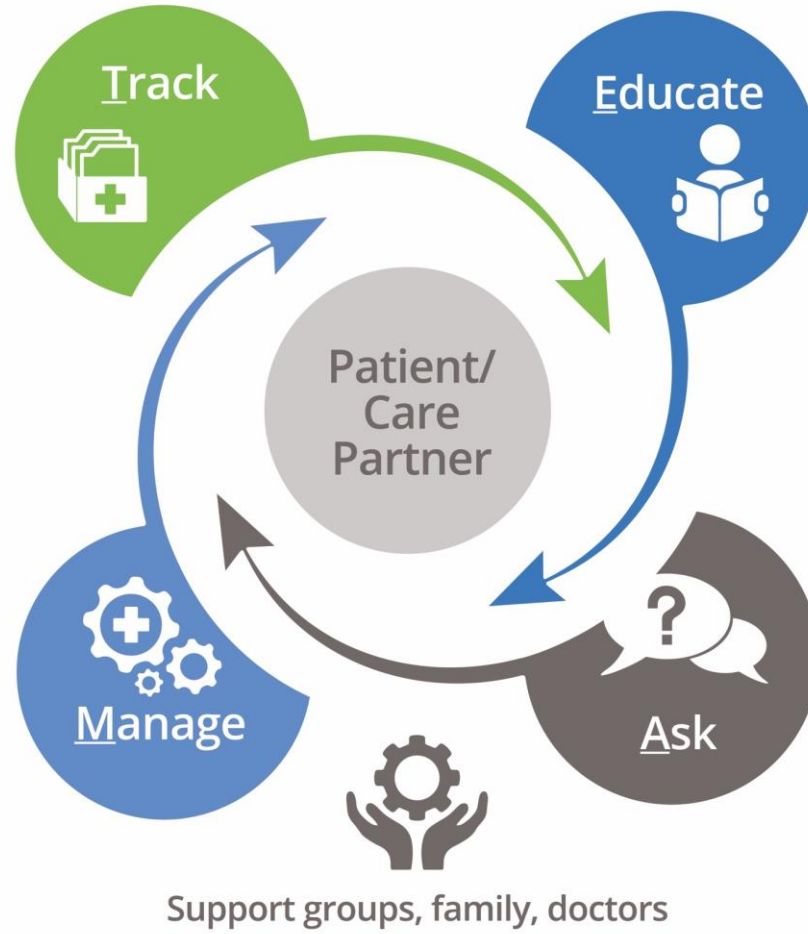 Track
Educate
Patient/
Care
Partner
Manage
?
Ask
Support groups, family, doctors